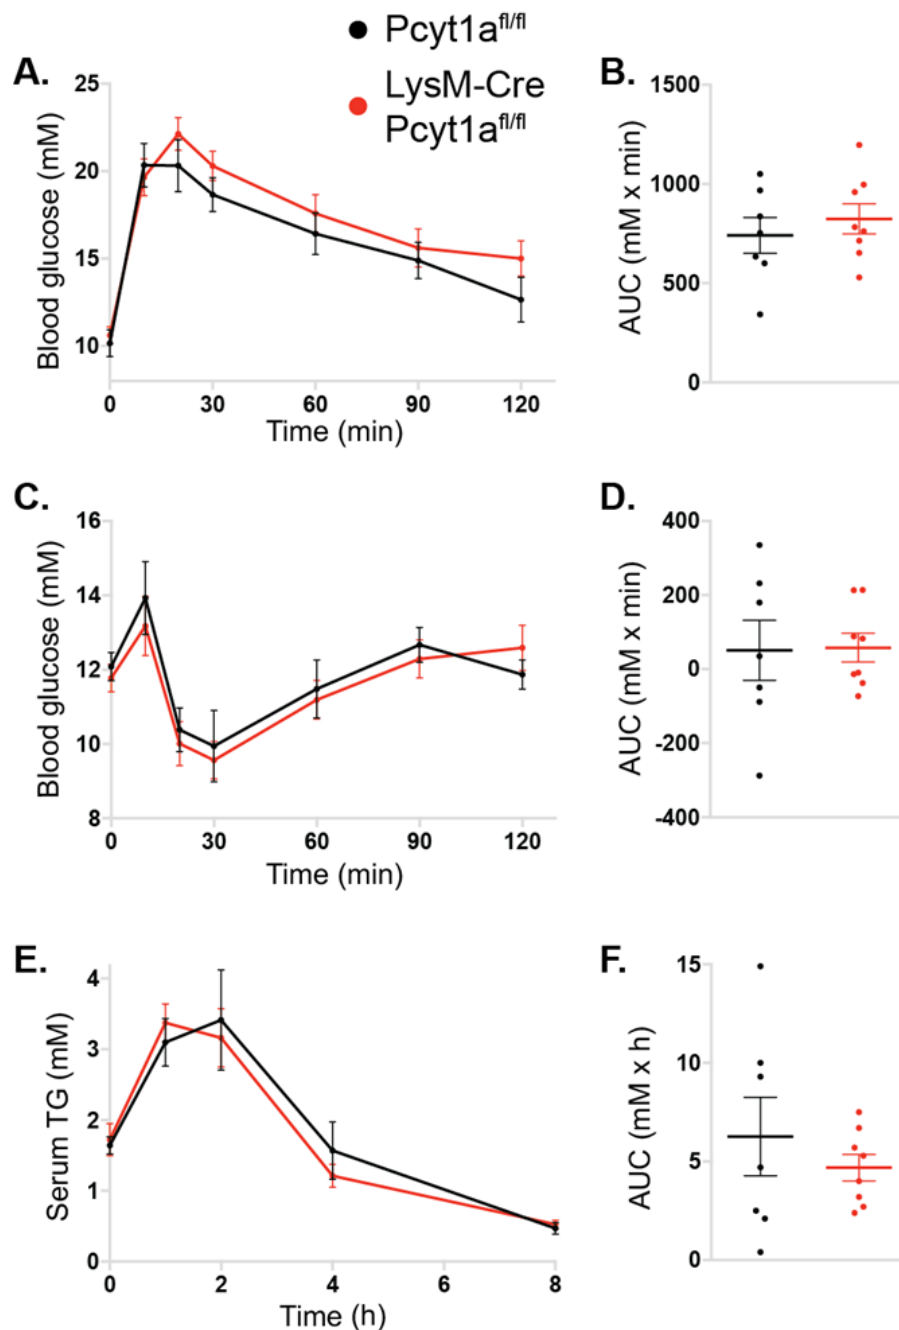 Pcyt1a^fl/fl
LysM-Cre
Pcyt1a^fl/fl
A.
25
20
15
10
Blood glucose (mM)
0 30 60 90 120
Time (min)
B.
1500
1000
500
0
AUC (mM x min)
C.
16
14
12
10
8
Blood glucose (mM)
0 30 60 90 120
Time (min)
D.
400
200
0
-200
-400
AUC (mM x min)
E.
4
3
2
1
0
Serum TG (mM)
0 2 4 6 8
Time (h)
F.
15
10
5
0
AUC (mM x h)